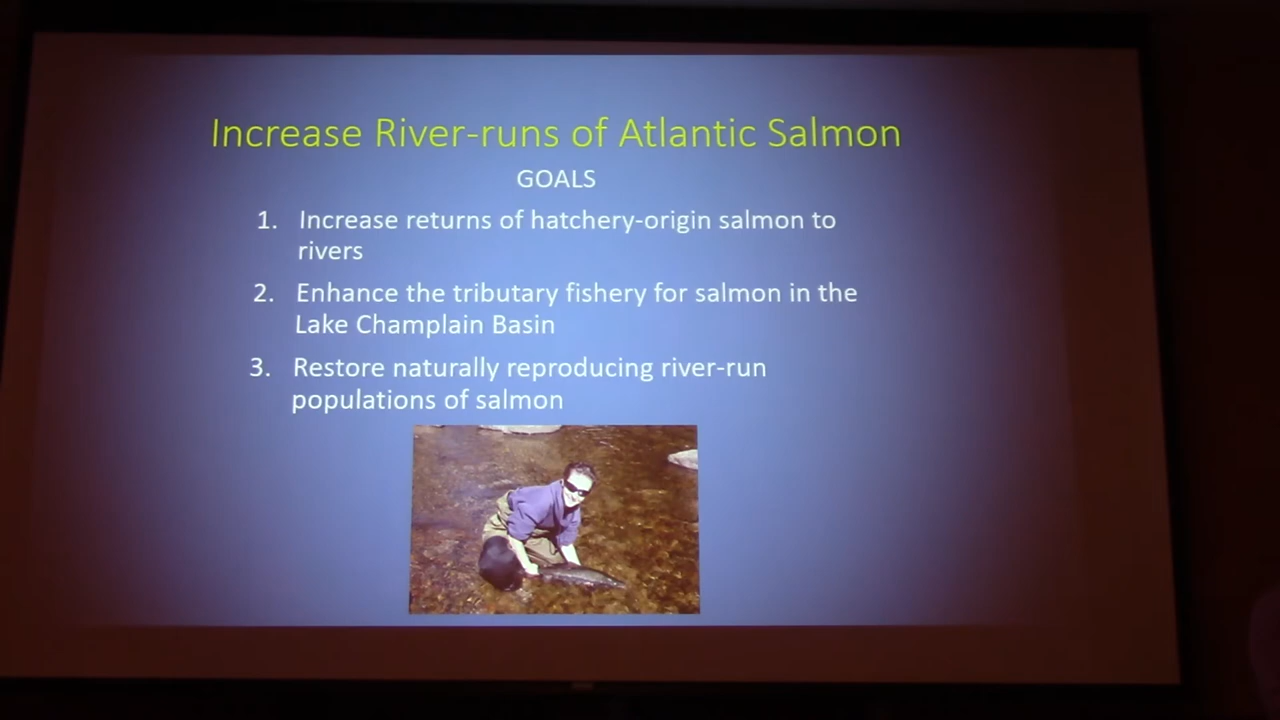 Increase River-runs of Atlantic Salmon
GOALS
1. Increase returns of hatchery-origin salmon to
rivers
2. Enhance the tributary fishery for salmon in the
Lake Champlain Basin
3. Restore naturally reproducing river-run
populations of salmon